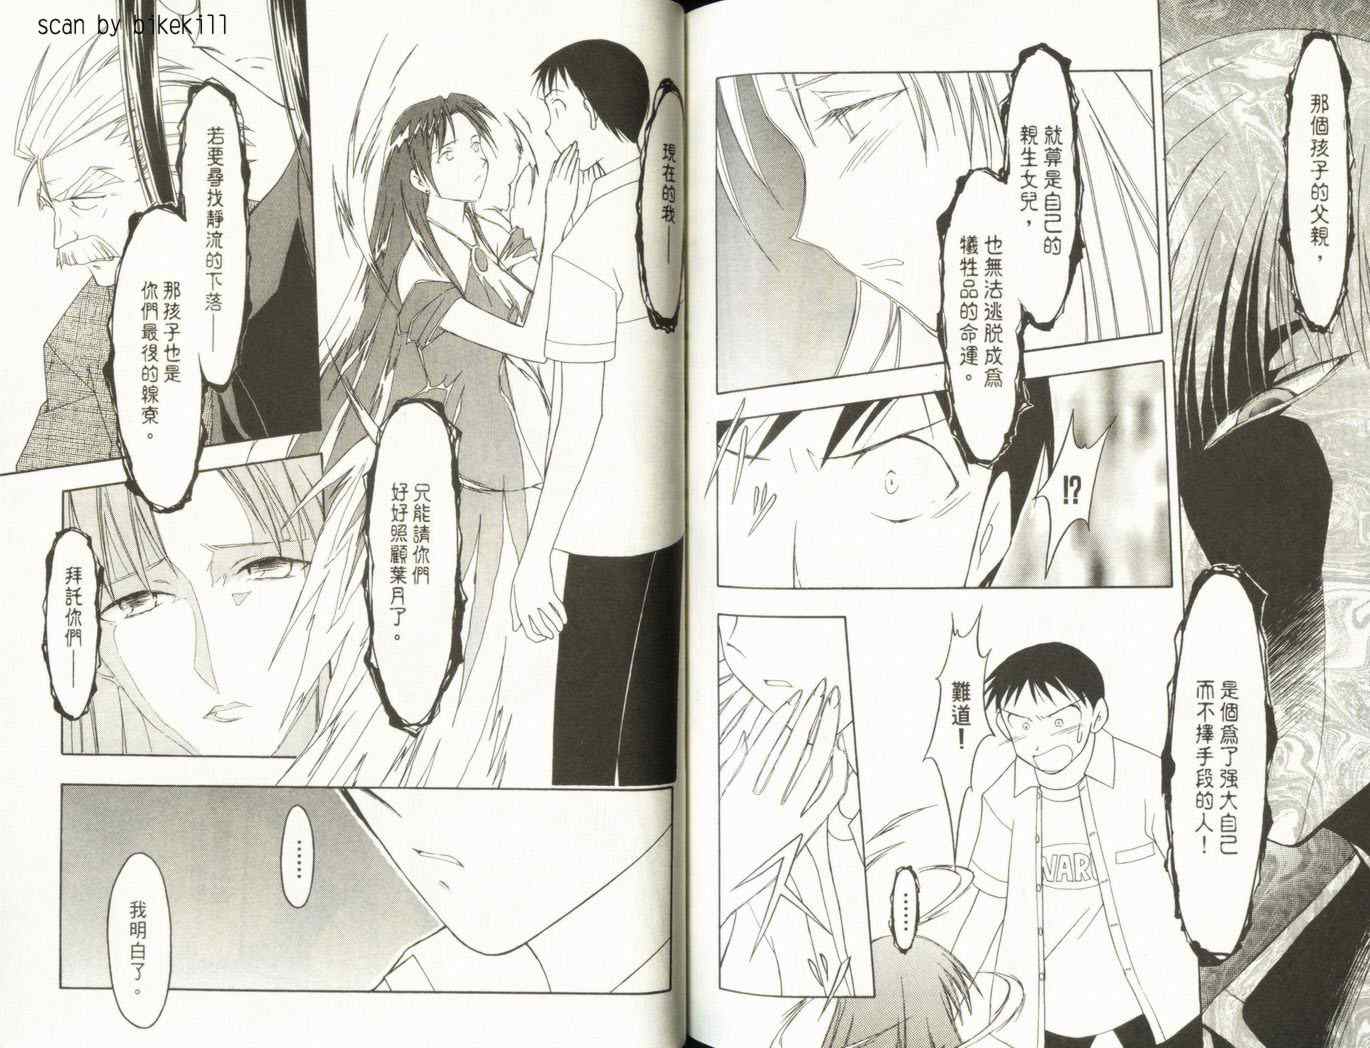 scan by bikekill
那個孩子的父親，
是個為了强大自己
而不擇手段的人！
就算是自己的
親生女兒，
也無法逃脱成為
犧牲品的命運。
!?
難道！
……
NARU
現在的我——
只能請你們
好好照顧葉月了。
若要尋找靜流的下落——
那孩子也是
你們最後的線索。
拜託你們——
……
我明白了。